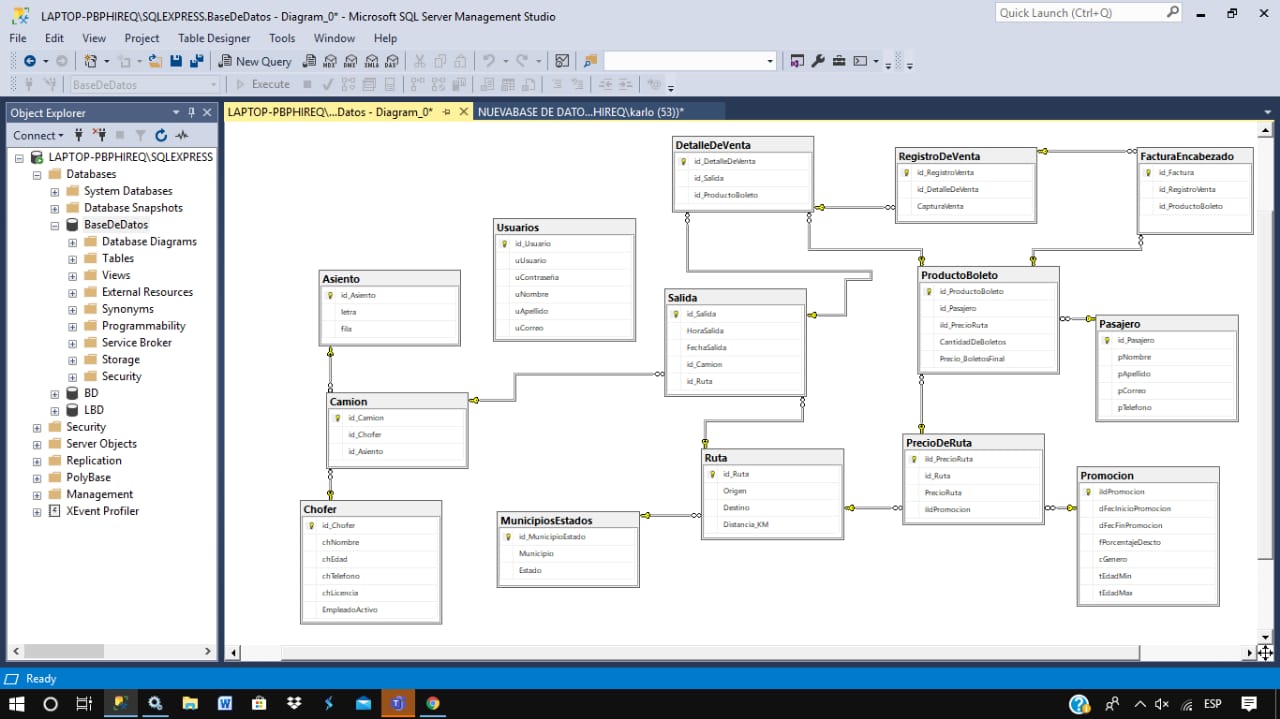 LAPTOP-PBPHIREQ\SQLEXPRESS.BaseDeDatos - Diagram_0* - Microsoft SQL Server Management Studio
Quick Launch (Ctrl+Q)
File Edit View Project Table Designer Tools Window Help
New Query
MDX DMX XMLA DAX
BaseDeDatos
Execute
Object Explorer
Connect
LAPTOP-PBPHIREQ\SQLEXPRESS
Databases
System Databases
Database Snapshots
BaseDeDatos
Database Diagrams
Tables
Views
External Resources
Synonyms
Programmability
Service Broker
Storage
Security
BD
LBD
Security
Server Objects
Replication
PolyBase
Management
XEvent Profiler
LAPTOP-PBPHIREQ\...Datos - Diagram_0*
NUEVABASE DE DATO...HIREQ\karlo (53))*
DetalleDeVenta
id_DetalleDeVenta
id_Salida
id_ProductoBoleto
RegistroDeVenta
id_RegistroVenta
id_DetalleDeVenta
CapturaVenta
FacturaEncabezado
id_Factura
id_RegistroVenta
id_ProductoBoleto
Usuarios
id_Usuario
uUsuario
uContraseña
uNombre
uApellido
uCorreo
Asiento
id_Asiento
letra
fila
Salida
id_Salida
HoraSalida
FechaSalida
id_Camion
id_Ruta
ProductoBoleto
id_ProductoBoleto
id_Pasajero
iId_PrecioRuta
CantidadDeBoletos
Precio_BoletosFinal
Pasajero
id_Pasajero
pNombre
pApellido
pCorreo
pTelefono
Camion
id_Camion
id_Chofer
id_Asiento
Ruta
id_Ruta
Origen
Destino
Distancia_KM
PrecioDeRuta
iId_PrecioRuta
id_Ruta
PrecioRuta
iIdPromocion
Promocion
iIdPromocion
dFecInicioPromocion
dFecFinPromocion
fPorcentajeDescto
cGenero
tEdadMin
tEdadMax
Chofer
id_Chofer
chNombre
chEdad
chTelefono
chLicencia
EmpleadoActivo
MunicipiosEstados
id_MunicipioEstado
Municipio
Estado
Ready
ESP